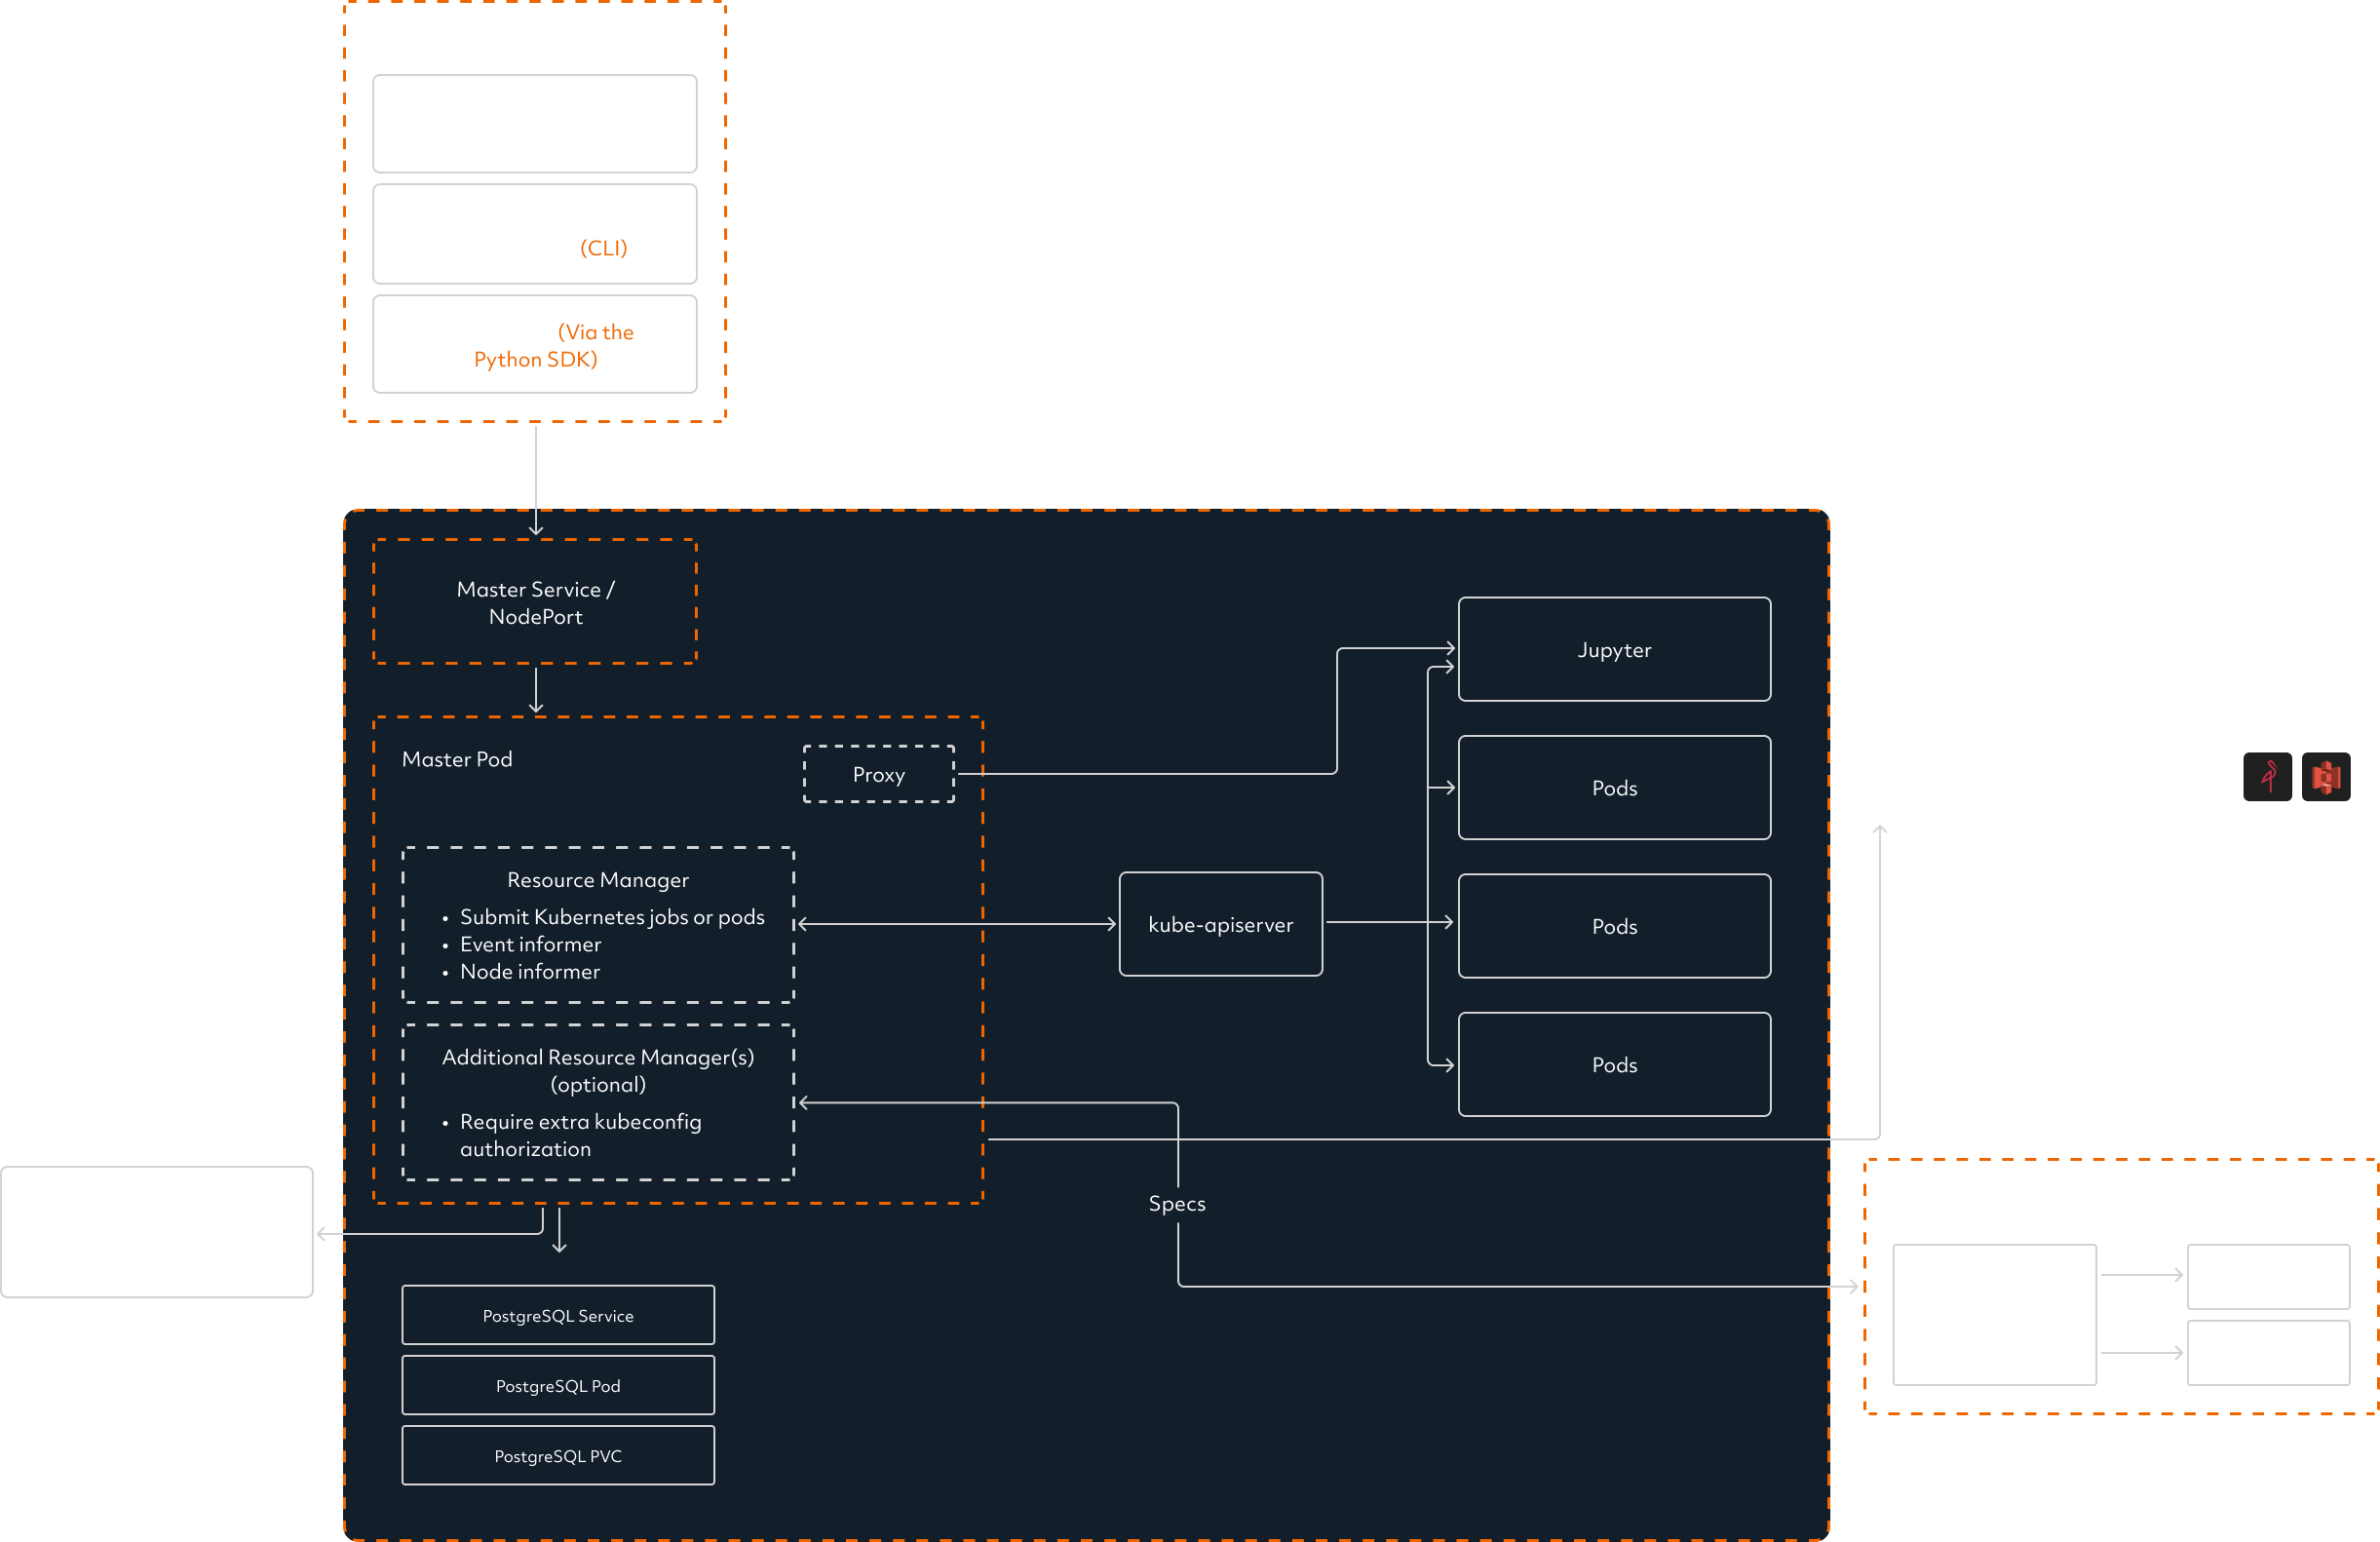 (CLI)
(Via the
Python SDK)
Master Service /
NodePort
Jupyter
Master Pod
Proxy
Pods
Resource Manager
• Submit Kubernetes jobs or pods
• Event informer
• Node informer
kube-apiserver
Pods
Additional Resource Manager(s)
(optional)
• Require extra kubeconfig
authorization
Pods
Specs
PostgreSQL Service
PostgreSQL Pod
PostgreSQL PVC